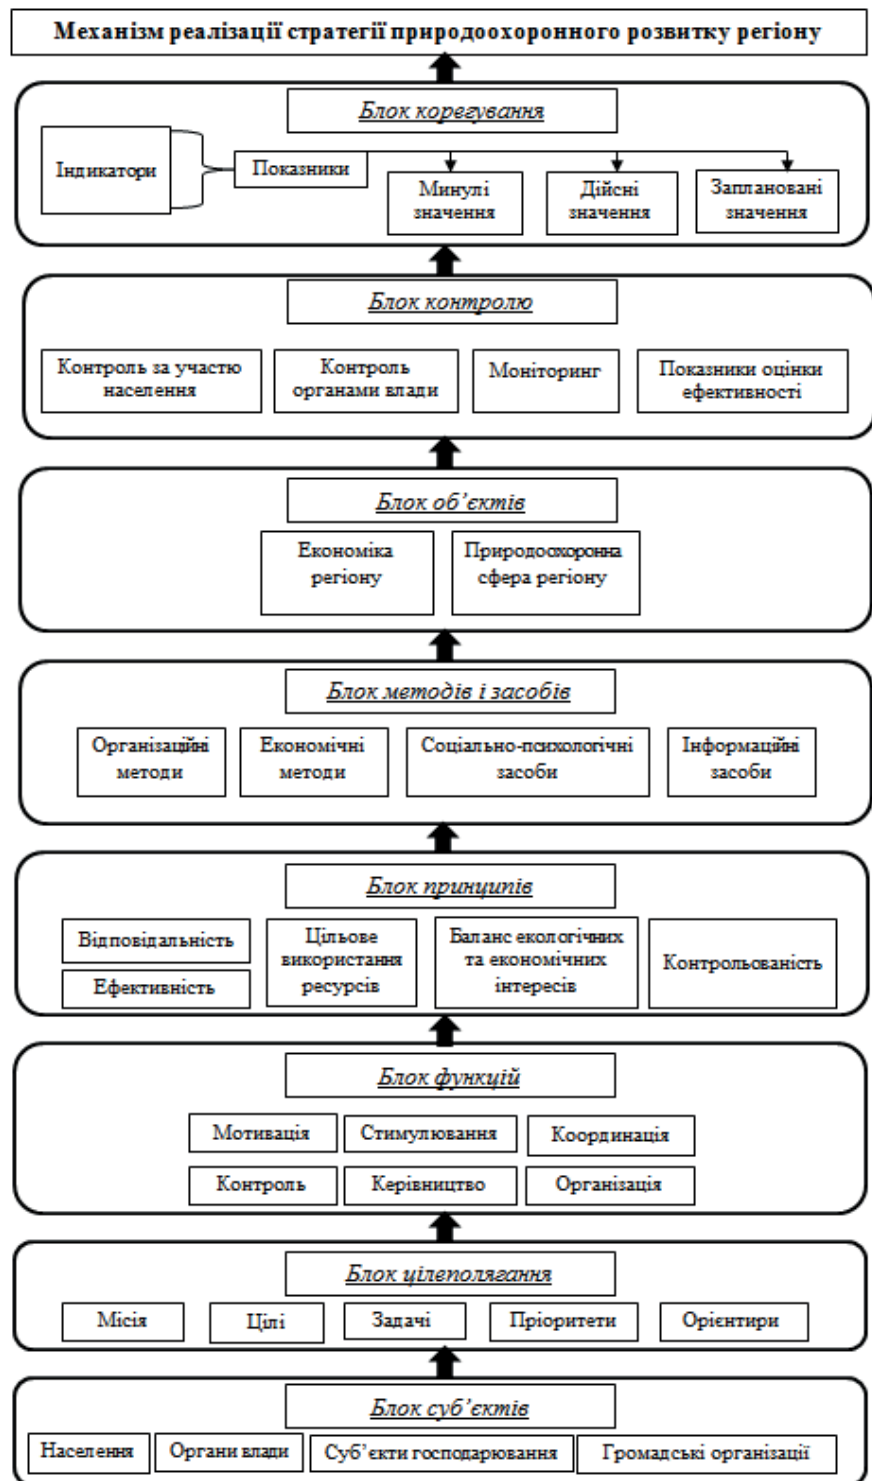 Механізм реалізації стратегії природоохоронного розвитку регіону
Блок корегування
Індикатори
Показники
Минулі
значення
Дійсні
значення
Заплановані
значення
Блок контролю
Контроль за участю
населення
Контроль
органами влади
Моніторинг
Показники оцінки
ефективності
Блок об’єктів
Економіка
регіону
Природоохоронна
сфера регіону
Блок методів і засобів
Організаційні
методи
Економічні
методи
Соціально-психологічні
засоби
Інформаційні
засоби
Блок принципів
Відповідальність
Ефективність
Цільове
використання
ресурсів
Баланс екологічних
та економічних
інтересів
Контрольованість
Блок функцій
Мотивація
Стимулювання
Координація
Контроль
Керівництво
Організація
Блок цілеполягання
Місія
Цілі
Задачі
Пріоритети
Орієнтири
Блок суб’єктів
Населення
Органи влади
Суб’єкти господарювання
Громадські організації